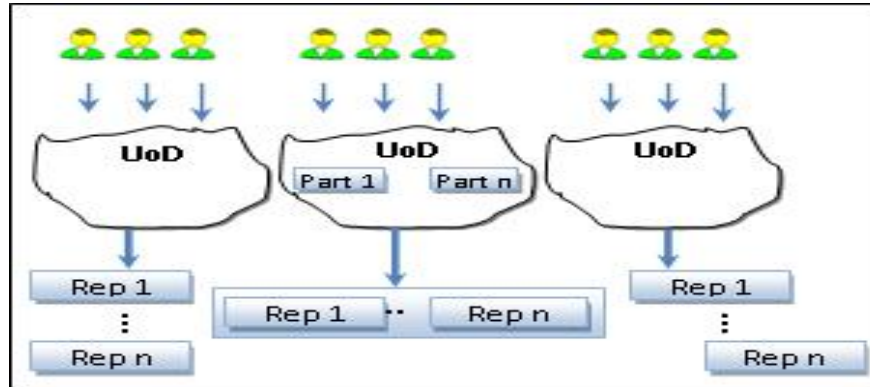 UoD
UoD
UoD
Part 1
Part n
Rep 1
⋮
Rep n
Rep 1
..
Rep n
Rep 1
⋮
Rep n